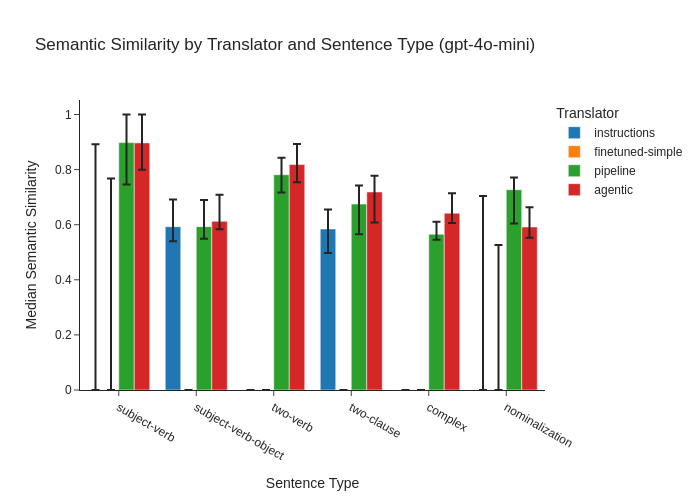 Semantic Similarity by Translator and Sentence Type (gpt-4o-mini)
Translator
instructions
finetuned-simple
pipeline
agentic
Median Semantic Similarity
1
0.8
0.6
0.4
0.2
0
subject-verb
subject-verb-object
two-verb
two-clause
complex
nominalization
Sentence Type